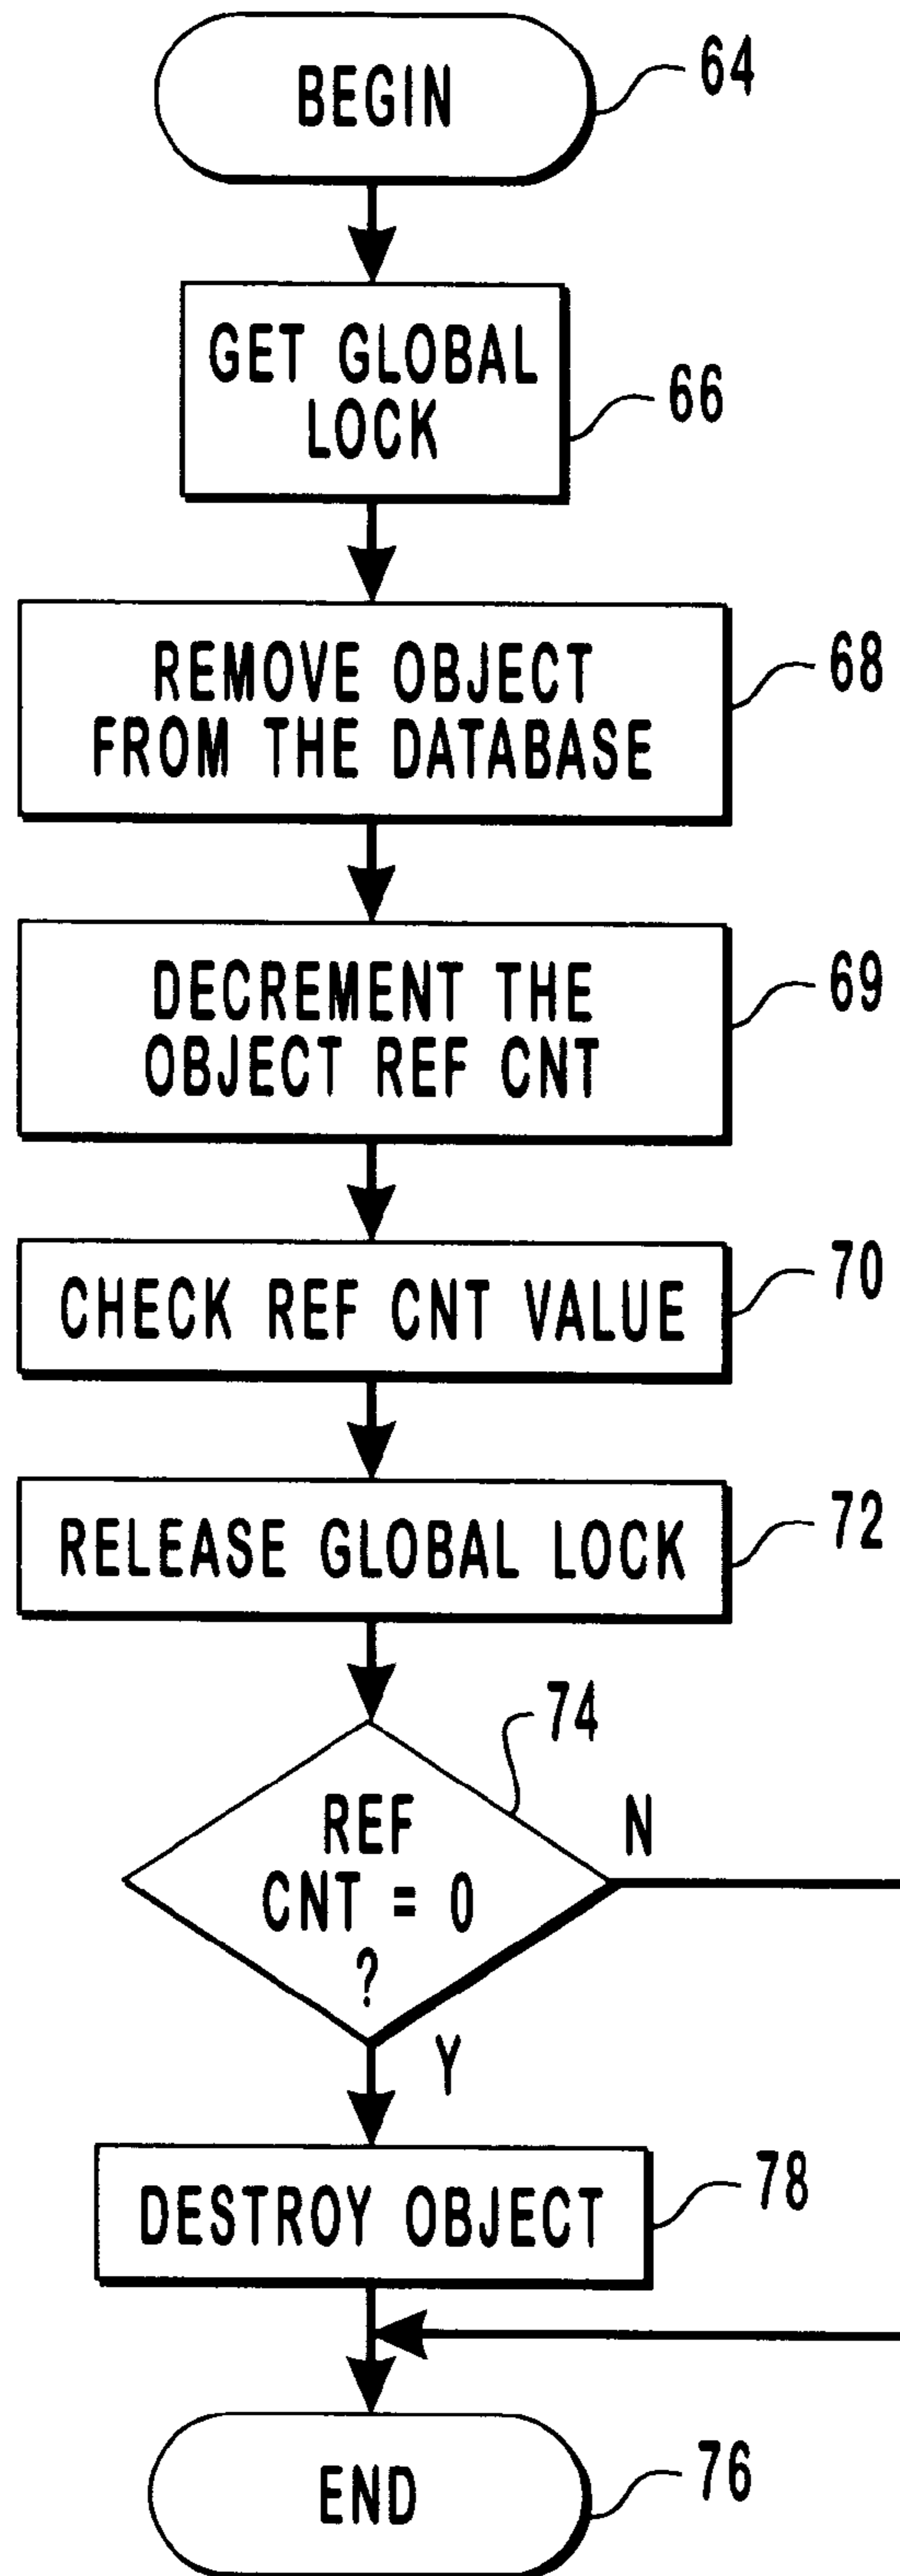 BEGIN
64
GET GLOBAL
LOCK
66
REMOVE OBJECT
FROM THE DATABASE
68
DECREMENT THE
OBJECT REF CNT
69
CHECK REF CNT VALUE
70
RELEASE GLOBAL LOCK
72
74
REF
CNT = 0
?
N
Y
DESTROY OBJECT
78
END
76